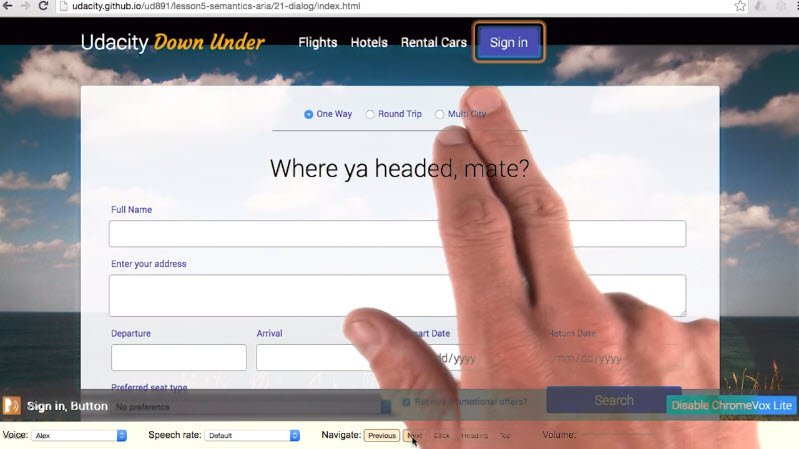 udacity.github.io/ud891/lesson5-semantics-aria/21-dialog/index.html
Udacity Down Under
Flights Hotels Rental Cars Sign in
One Way Round Trip Multi City
Where ya headed, mate?
Full Name
Enter your address
Departure Arrival Date Return Date
dd/yyyy mm/dd/yyyy
Preferred seat type
No preference Receive promotional offers? Search
Sign in, Button Disable ChromeVox Lite
Voice: Alex Speech rate: Default Navigate: Previous Next Click Heading Top Volume: